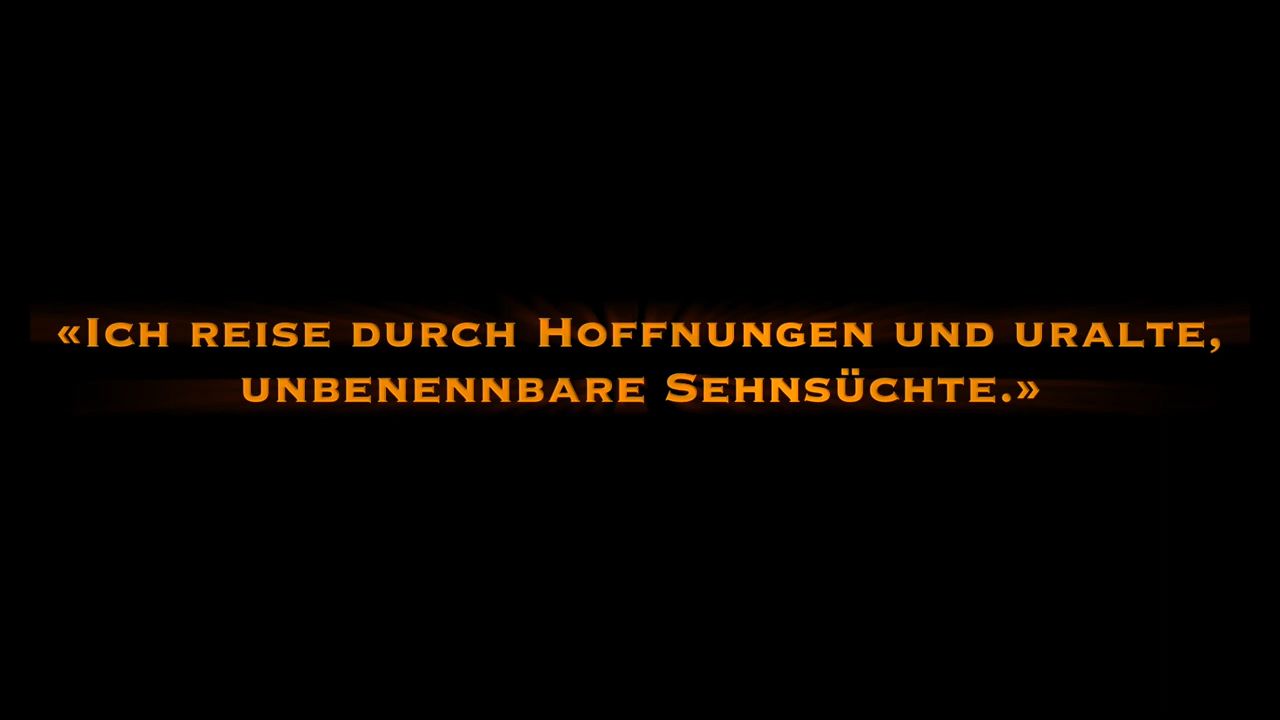 «Ich reise durch Hoffnungen und uralte,
unbenennbare Sehnsüchte.»